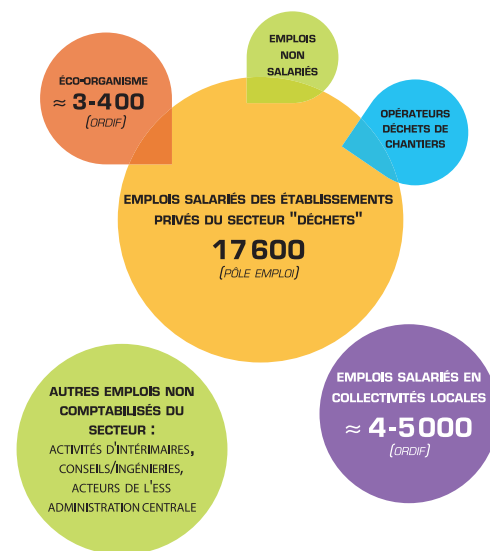 EMPLOIS
NON
SALARIÉS
ÉCO-ORGANISME
≈ 3-400
(ORDIF)
OPÉRATEURS
DÉCHETS DE
CHANTIERS
EMPLOIS SALARIÉS DES ÉTABLISSEMENTS
PRIVÉS DU SECTEUR "DÉCHETS"
17 600
(PÔLE EMPLOI)
AUTRES EMPLOIS NON
COMPTABILISÉS DU
SECTEUR :
ACTIVITÉS D'INTÉRIMAIRES,
CONSEILS/INGÉNIERIES,
ACTEURS DE L'ESS
ADMINISTRATION CENTRALE
EMPLOIS SALARIÉS EN
COLLECTIVITÉS LOCALES
≈ 4-5000
(ORDIF)